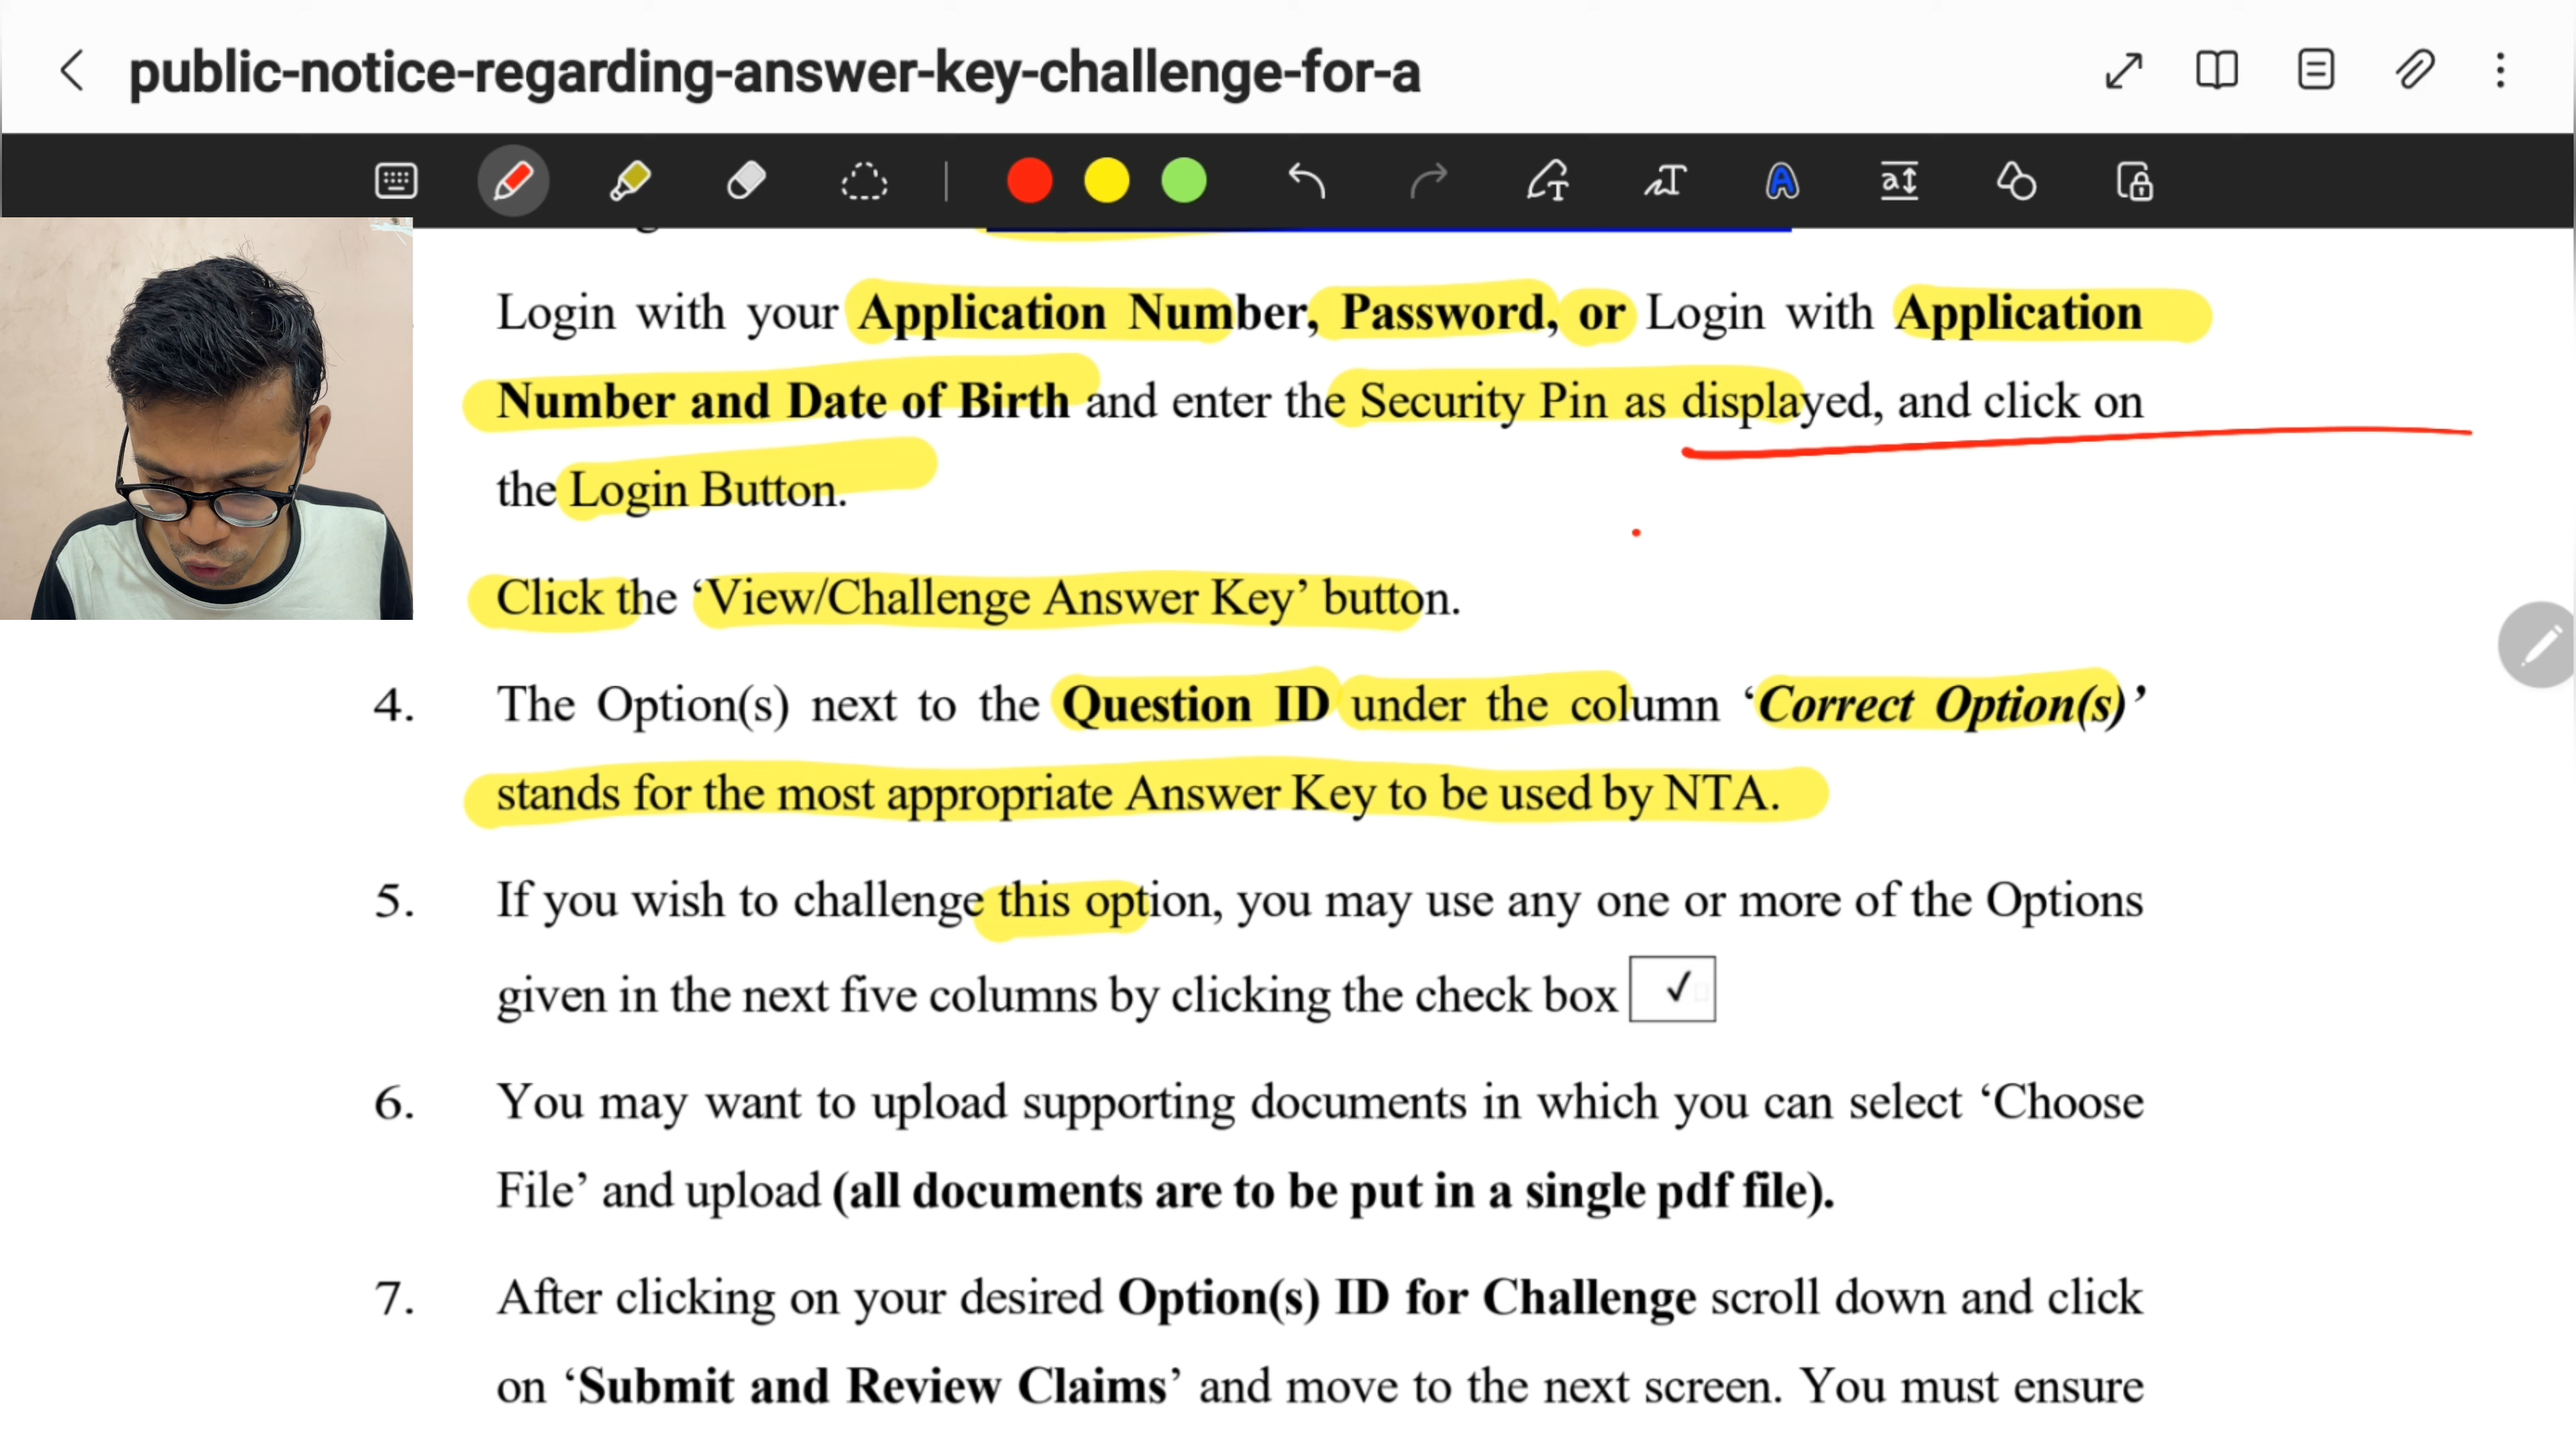 public-notice-regarding-answer-key-challenge-for-a
Login with your Application Number, Password, or Login with Application
Number and Date of Birth and enter the Security Pin as displayed, and click on
the Login Button.
Click the ‘View/Challenge Answer Key’ button.
4. The Option(s) next to the Question ID under the column ‘Correct Option(s)’
stands for the most appropriate Answer Key to be used by NTA.
5. If you wish to challenge this option, you may use any one or more of the Options
given in the next five columns by clicking the check box ✓
6. You may want to upload supporting documents in which you can select ‘Choose
File’ and upload (all documents are to be put in a single pdf file).
7. After clicking on your desired Option(s) ID for Challenge scroll down and click
on ‘Submit and Review Claims’ and move to the next screen. You must ensure